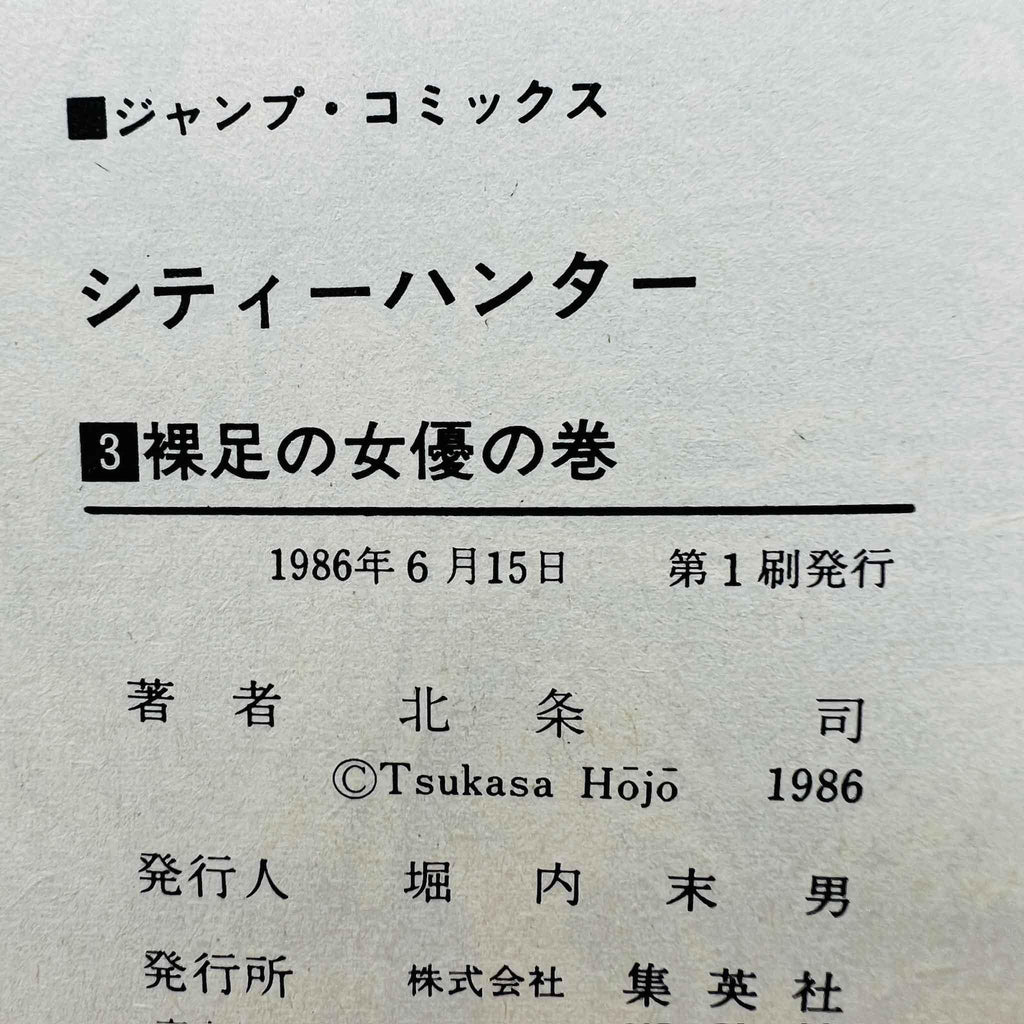 ■ジャンプ・コミックス
シティーハンター
3裸足の女優の巻
1986年6月15日 第1刷発行
著者 北条司
©Tsukasa Hōjō 1986
発行人 堀内末男
発行所 株式会社 集英社